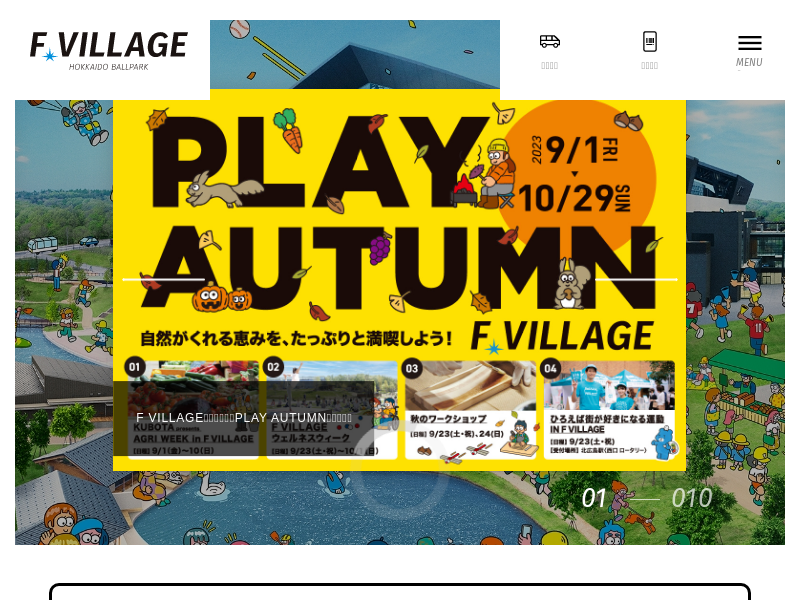 F VILLAGE
HOKKAIDO BALLPARK
MENU
PLAY
AUTUMN
2023 9/1 FRI
10/29 SUN
自然がくれる恵みを、たっぷりと満喫しよう!
F VILLAGE
01
KUBOTA presents
AGRI WEEK in F VILLAGE
[日程] 9/1(金)~10(日)
02
F VILLAGE
ウェルネスウィーク
[日程] 9/23(土・祝)~10
(日)
03
秋のワークショップ
[日程] 9/23(土・祝),24(日)
04
ひろえば街が好きになる運動
IN F VILLAGE
[日程] 9/23(土・祝)
[受付場所] 北広島駅(西口 ロータリー)
F VILLAGE
PLAY AUTUMN
01
010